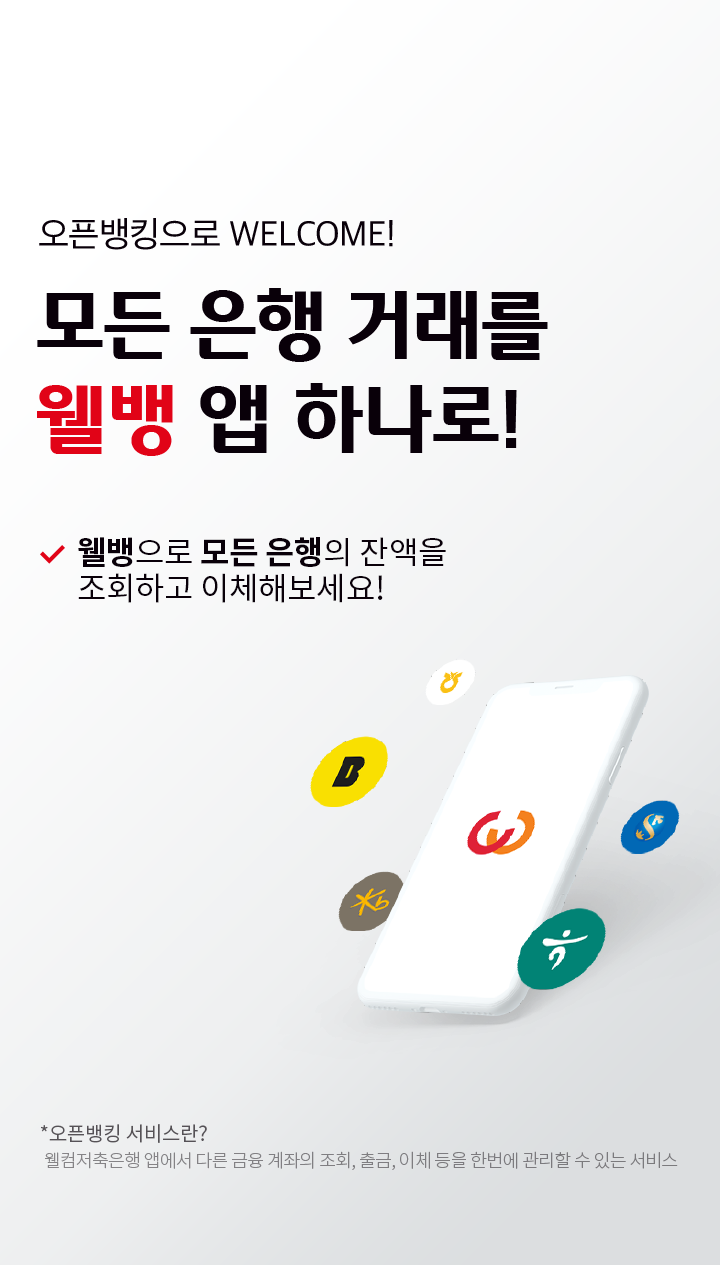 오픈뱅킹으로 WELCOME!
모든 은행 거래를
웰뱅 앱 하나로!
웰뱅으로 모든 은행의 잔액을
조회하고 이체해보세요!
B
S
Kb
*오픈뱅킹 서비스란?
웰컴저축은행 앱에서 다른 금융 계좌의 조회, 출금, 이체 등을 한번에 관리할 수 있는 서비스